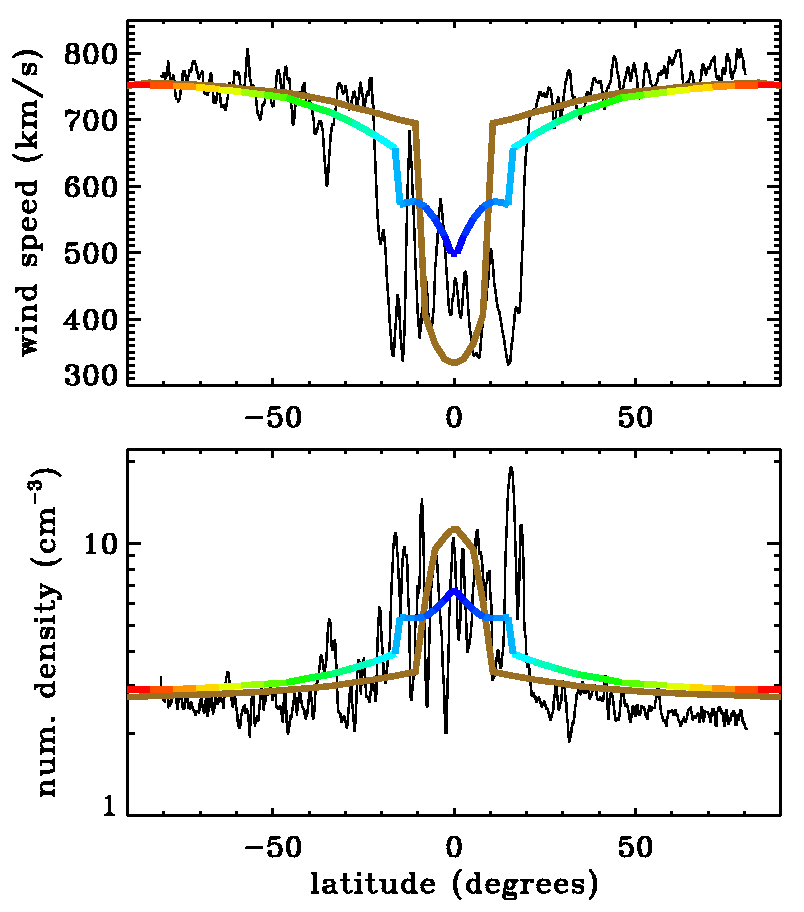 wind speed (km/s)
800
700
600
500
400
300
−50 0 50
num. density (cm⁻³)
10
1
−50 0 50
latitude (degrees)